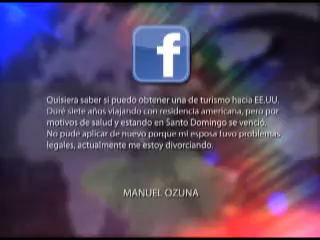 f
Quisiera saber si puedo obtener una de turismo hacia EE.UU.
Duré siete años viajando con residencia americana, pero por
motivos de salud y estando en Santo Domingo se venció.
No pude aplicar de nuevo porque mi esposa tuvo problemas
legales, actualmente me estoy divorciando.
MANUEL OZUNA